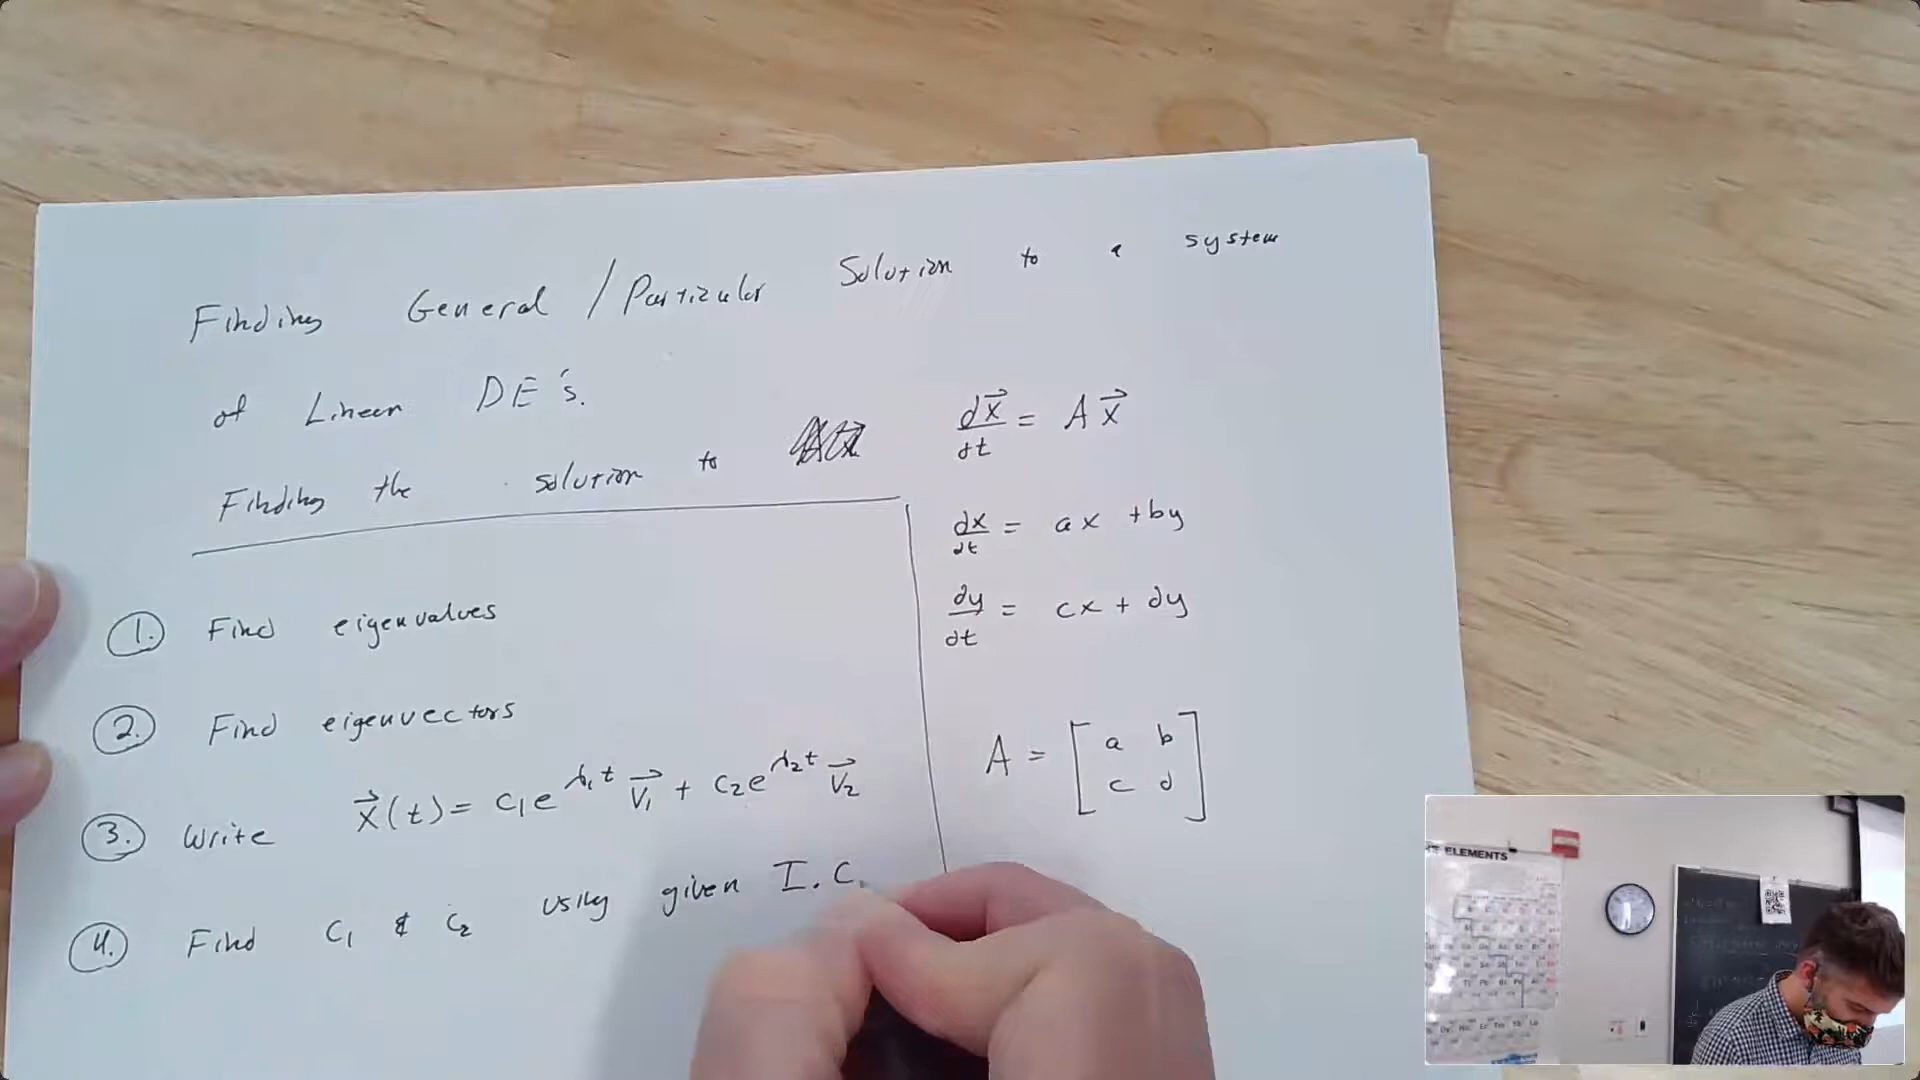 Finding General / Particular Solution to a system
of Linear DE's.
Finding the solution to
dx⃗/dt = Ax⃗
dx/dt = ax + by
dy/dt = cx + dy
A = [a b
c d]
1. Find eigenvalues
2. Find eigenvectors
3. Write x⃗(t) = c₁e^λ₁t v⃗₁ + c₂e^λ₂t v⃗₂
4. Find c₁ & c₂ using given I.C.
ELEMENTS